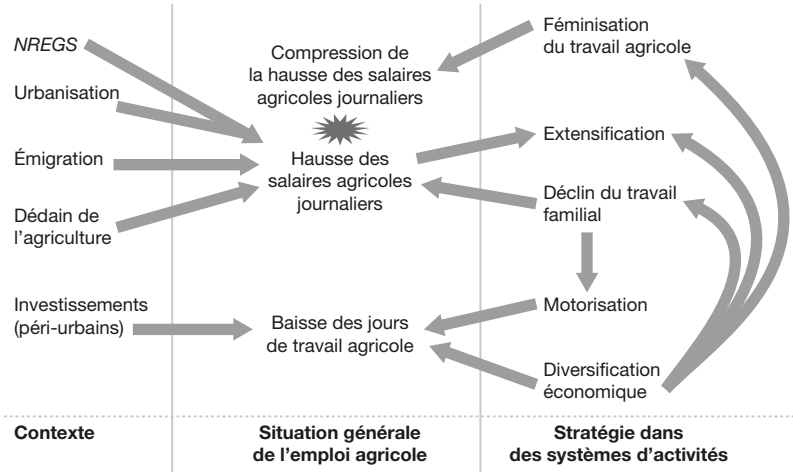 NREGS
Urbanisation
Émigration
Dédain de
l'agriculture
Investissements
(péri-urbains)
Compression de
la hausse des salaires
agricoles journaliers
Hausse des
salaires agricoles
journaliers
Baisse des jours
de travail agricole
Féminisation
du travail agricole
Extensification
Déclin du travail
familial
Motorisation
Diversification
économique
Contexte
Situation générale
de l'emploi agricole
Stratégie dans
des systèmes d'activités